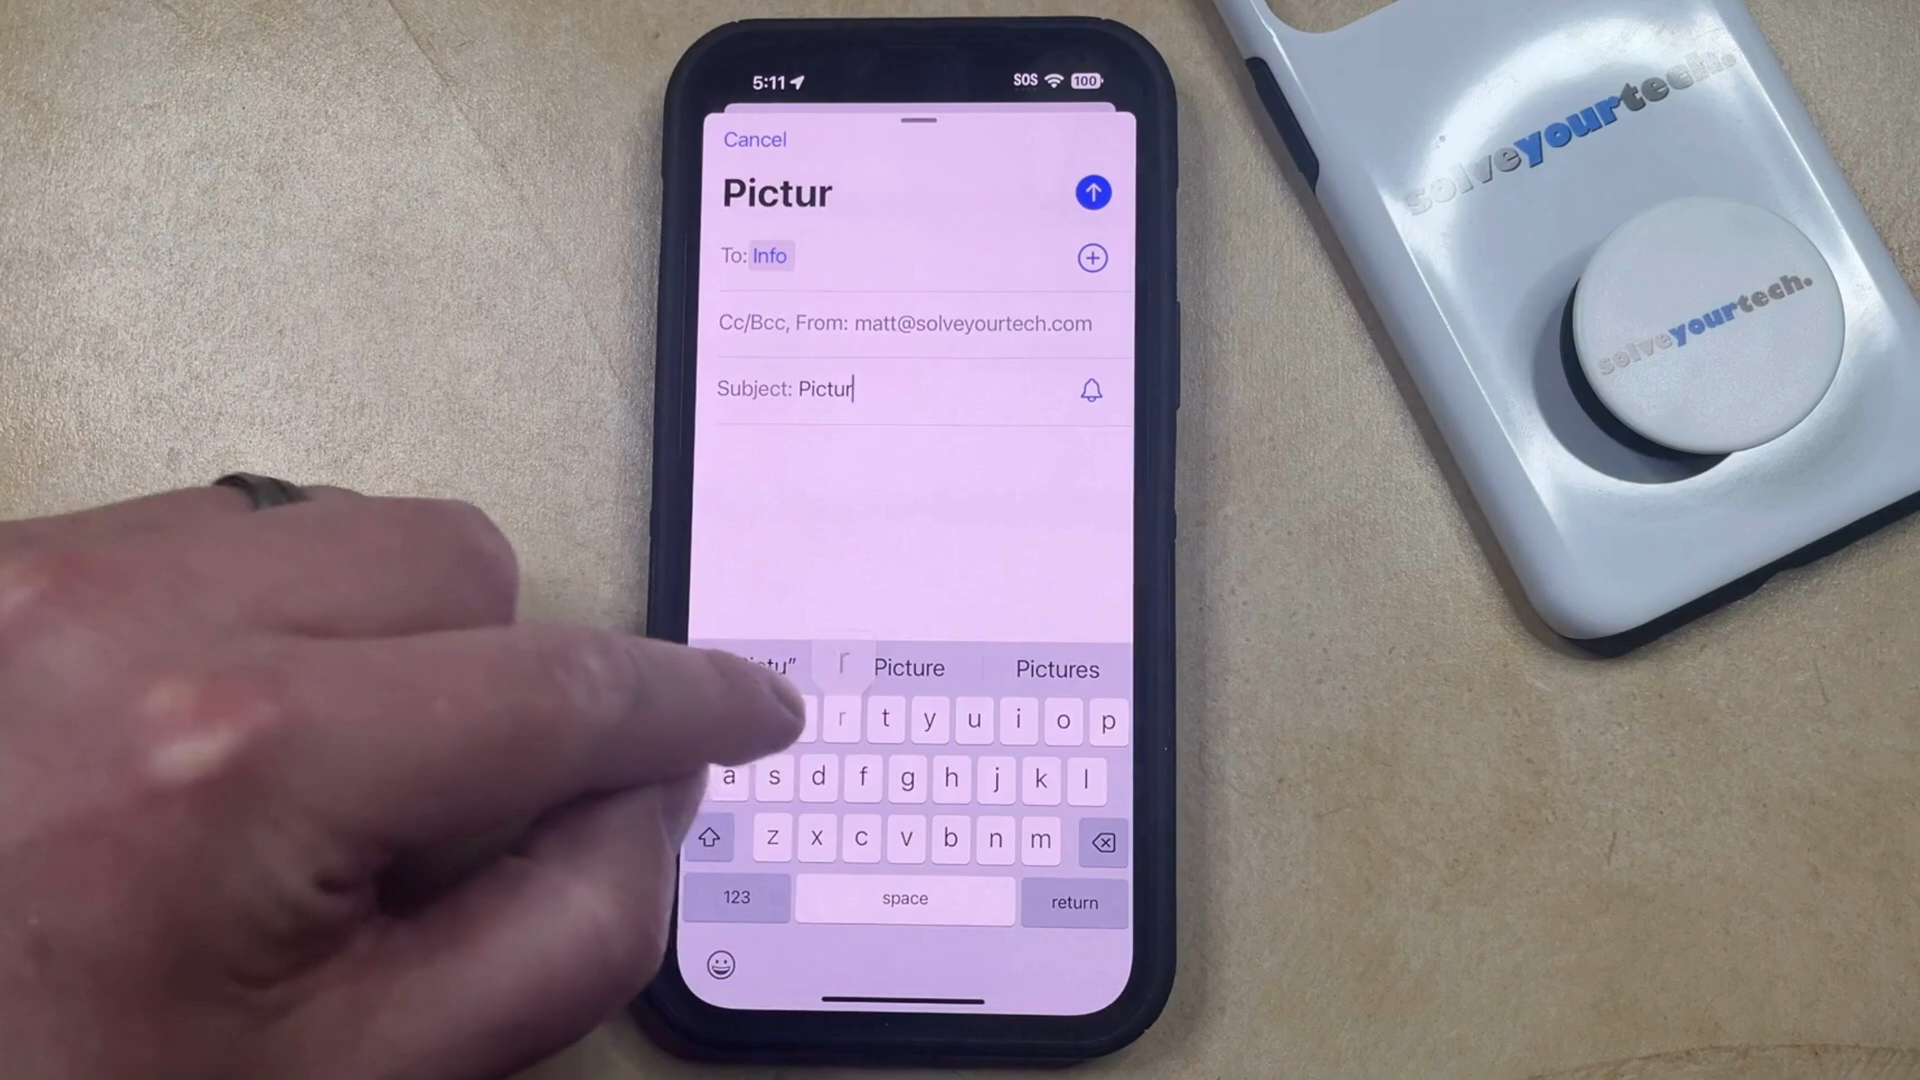 5:11
SOS
100
Cancel
Pictur
To: Info
Cc/Bcc, From: matt@solveyourtech.com
Subject: Pictur
r
Picture
Pictures
r t y u i o p
a s d f g h j k l
z x c v b n m
123
space
return
solveyourtech.
solveyourtech.